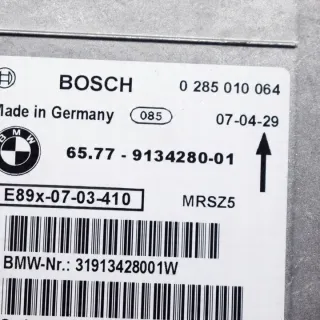 BOSCH 0 285 010 064
Made in Germany 085 07-04-29
BMW
65.77 - 9134280-01
E89x-07-03-410 MRSZ5
BMW-Nr.: 31913428001W